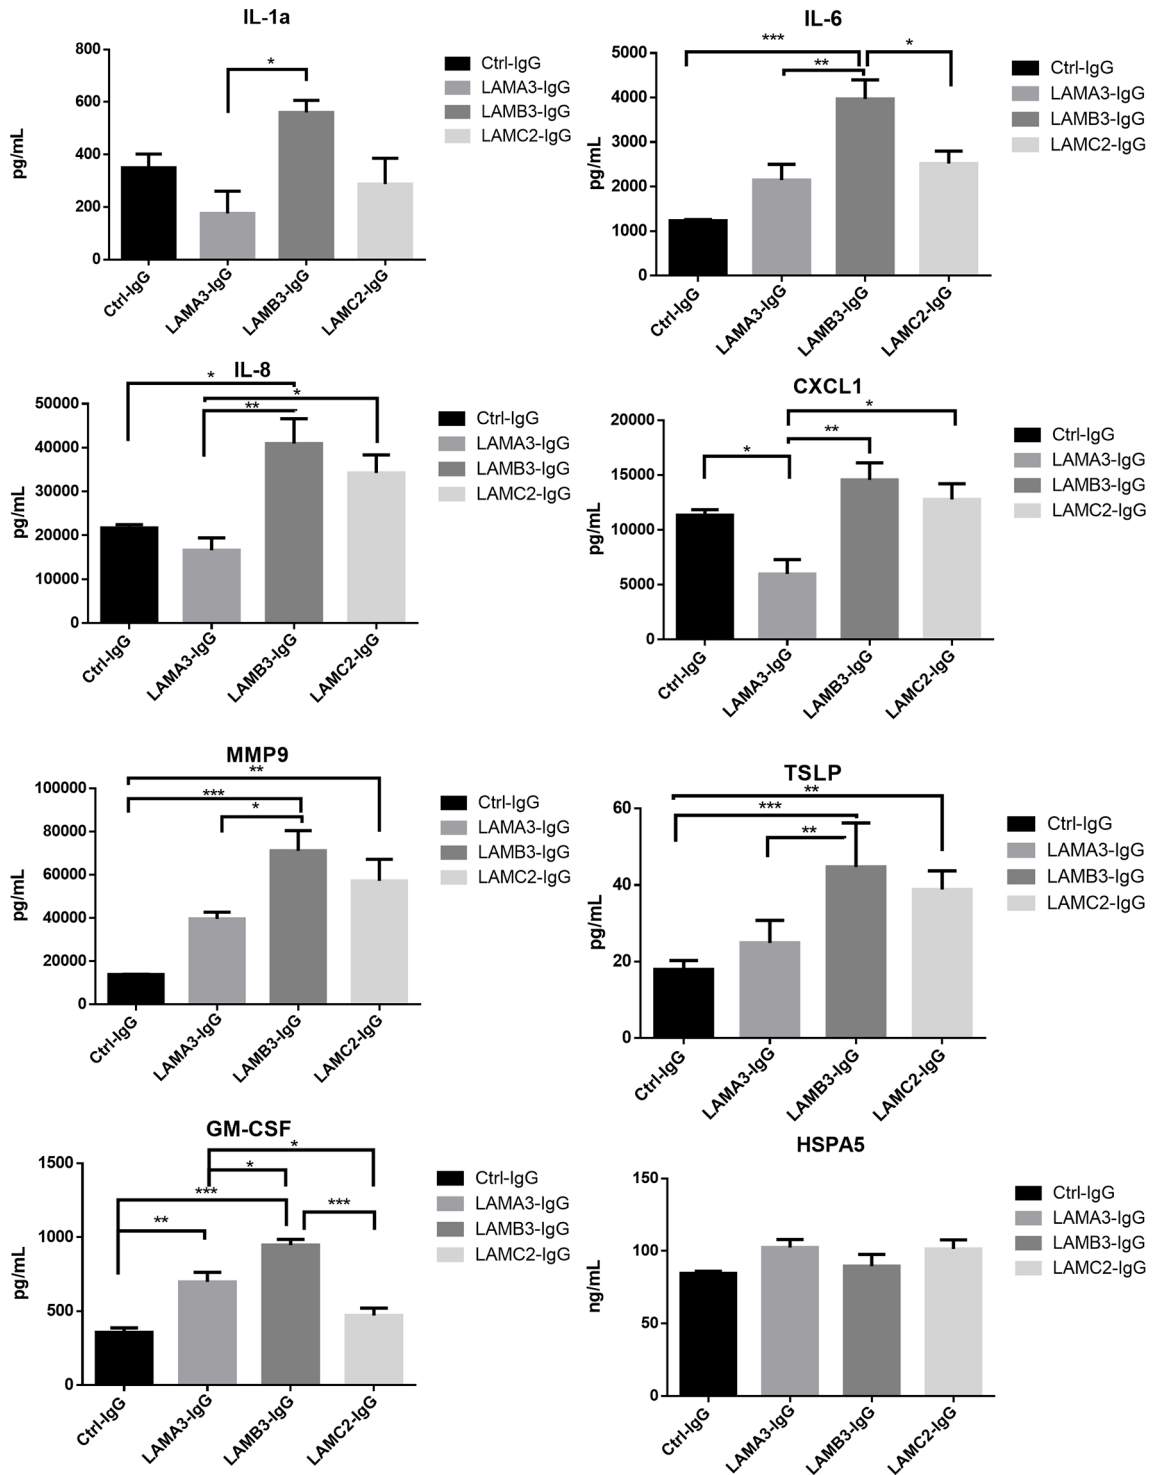 IL-1a
*
800
600
400
200
0
pg/mL
Ctrl-IgG
LAMA3-IgG
LAMB3-IgG
LAMC2-IgG
Ctrl-IgG
LAMA3-IgG
LAMB3-IgG
LAMC2-IgG
IL-6
***
*
**
5000
4000
3000
2000
1000
0
pg/mL
Ctrl-IgG
LAMA3-IgG
LAMB3-IgG
LAMC2-IgG
Ctrl-IgG
LAMA3-IgG
LAMB3-IgG
LAMC2-IgG
IL-8
*
*
**
50000
40000
30000
20000
10000
0
pg/mL
Ctrl-IgG
LAMA3-IgG
LAMB3-IgG
LAMC2-IgG
Ctrl-IgG
LAMA3-IgG
LAMB3-IgG
LAMC2-IgG
CXCL1
*
**
*
20000
15000
10000
5000
0
pg/mL
Ctrl-IgG
LAMA3-IgG
LAMB3-IgG
LAMC2-IgG
Ctrl-IgG
LAMA3-IgG
LAMB3-IgG
LAMC2-IgG
MMP9
**
***
*
100000
80000
60000
40000
20000
0
pg/mL
Ctrl-IgG
LAMA3-IgG
LAMB3-IgG
LAMC2-IgG
Ctrl-IgG
LAMA3-IgG
LAMB3-IgG
LAMC2-IgG
TSLP
**
***
**
60
40
20
0
pg/mL
Ctrl-IgG
LAMA3-IgG
LAMB3-IgG
LAMC2-IgG
Ctrl-IgG
LAMA3-IgG
LAMB3-IgG
LAMC2-IgG
GM-CSF
*
*
***
***
**
1500
1000
500
0
pg/mL
Ctrl-IgG
LAMA3-IgG
LAMB3-IgG
LAMC2-IgG
Ctrl-IgG
LAMA3-IgG
LAMB3-IgG
LAMC2-IgG
HSPA5
150
100
50
0
ng/mL
Ctrl-IgG
LAMA3-IgG
LAMB3-IgG
LAMC2-IgG
Ctrl-IgG
LAMA3-IgG
LAMB3-IgG
LAMC2-IgG